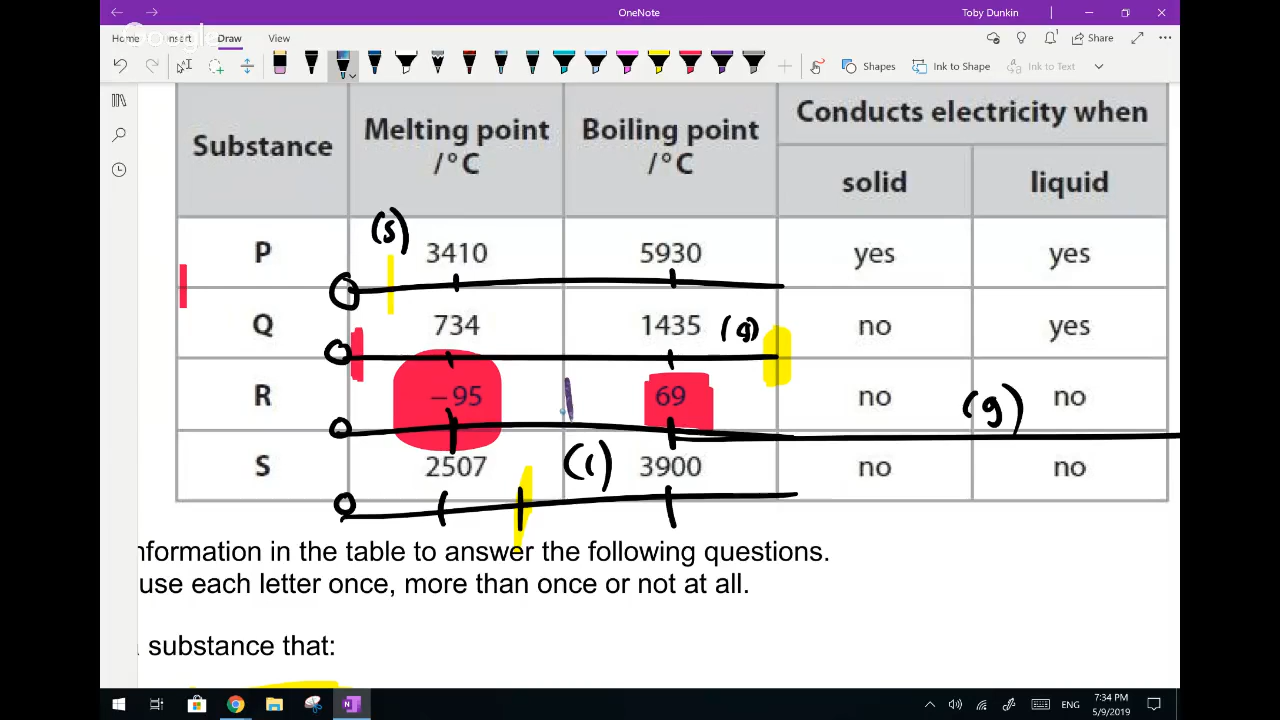 OneNote
Toby Dunkin
Google
Home Insert Draw View
Share
Shapes Ink to Shape Ink to Text
Substance Melting point /°C Boiling point /°C Conducts electricity when
solid liquid
(s)
P 3410 5930 yes yes
Q 734 1435 (g) no yes
R −95 69 no (g) no
S 2507 (l) 3900 no no
nformation in the table to answer the following questions.
use each letter once, more than once or not at all.
substance that:
ENG
7:34 PM
5/9/2019